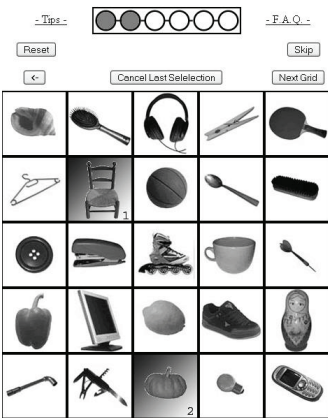 - Tips -
- F.A.Q. -
Reset
Skip
<-
Cancel Last Selelection
Next Grid
1
2